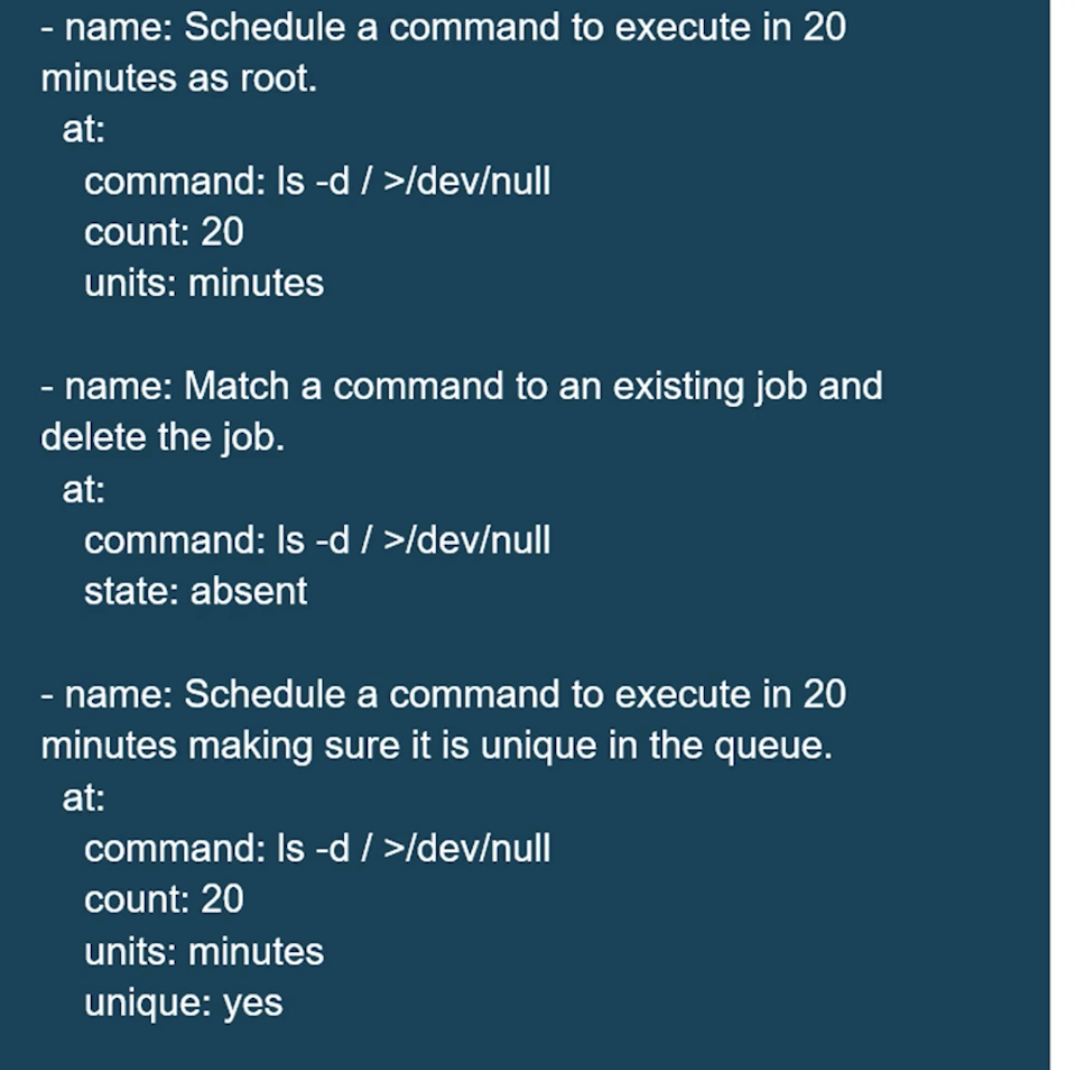 - name: Schedule a command to execute in 20
minutes as root.
at:
command: ls -d / >/dev/null
count: 20
units: minutes
- name: Match a command to an existing job and
delete the job.
at:
command: ls -d / >/dev/null
state: absent
- name: Schedule a command to execute in 20
minutes making sure it is unique in the queue.
at:
command: ls -d / >/dev/null
count: 20
units: minutes
unique: yes